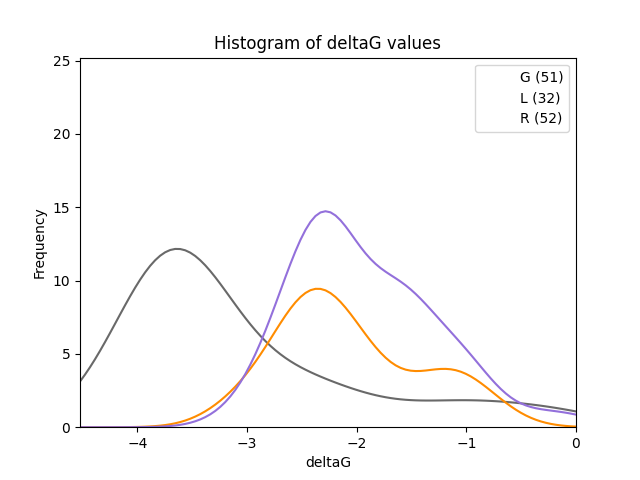 Histogram of deltaG values
G (51)
L (32)
R (52)
Frequency
25
20
15
10
5
0
−4
−3
−2
−1
0
deltaG